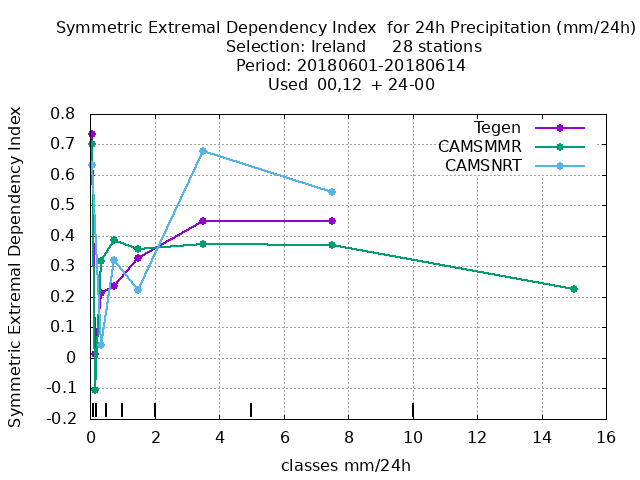 Symmetric Extremal Dependency Index  for 24h Precipitation (mm/24h)
Selection: Ireland     28 stations
Period: 20180601-20180614
Used  00,12  + 24-00
Symmetric Extremal Dependency Index
0.8
0.7
0.6
0.5
0.4
0.3
0.2
0.1
0
-0.1
-0.2
Tegen
CAMSMMR
CAMSNRT
0 2 4 6 8 10 12 14 16
classes mm/24h